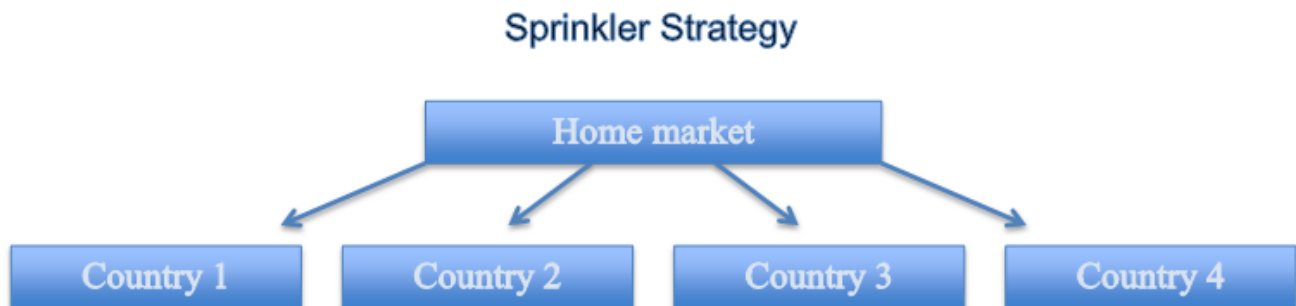 Sprinkler Strategy
Home market
Country 1
Country 2
Country 3
Country 4